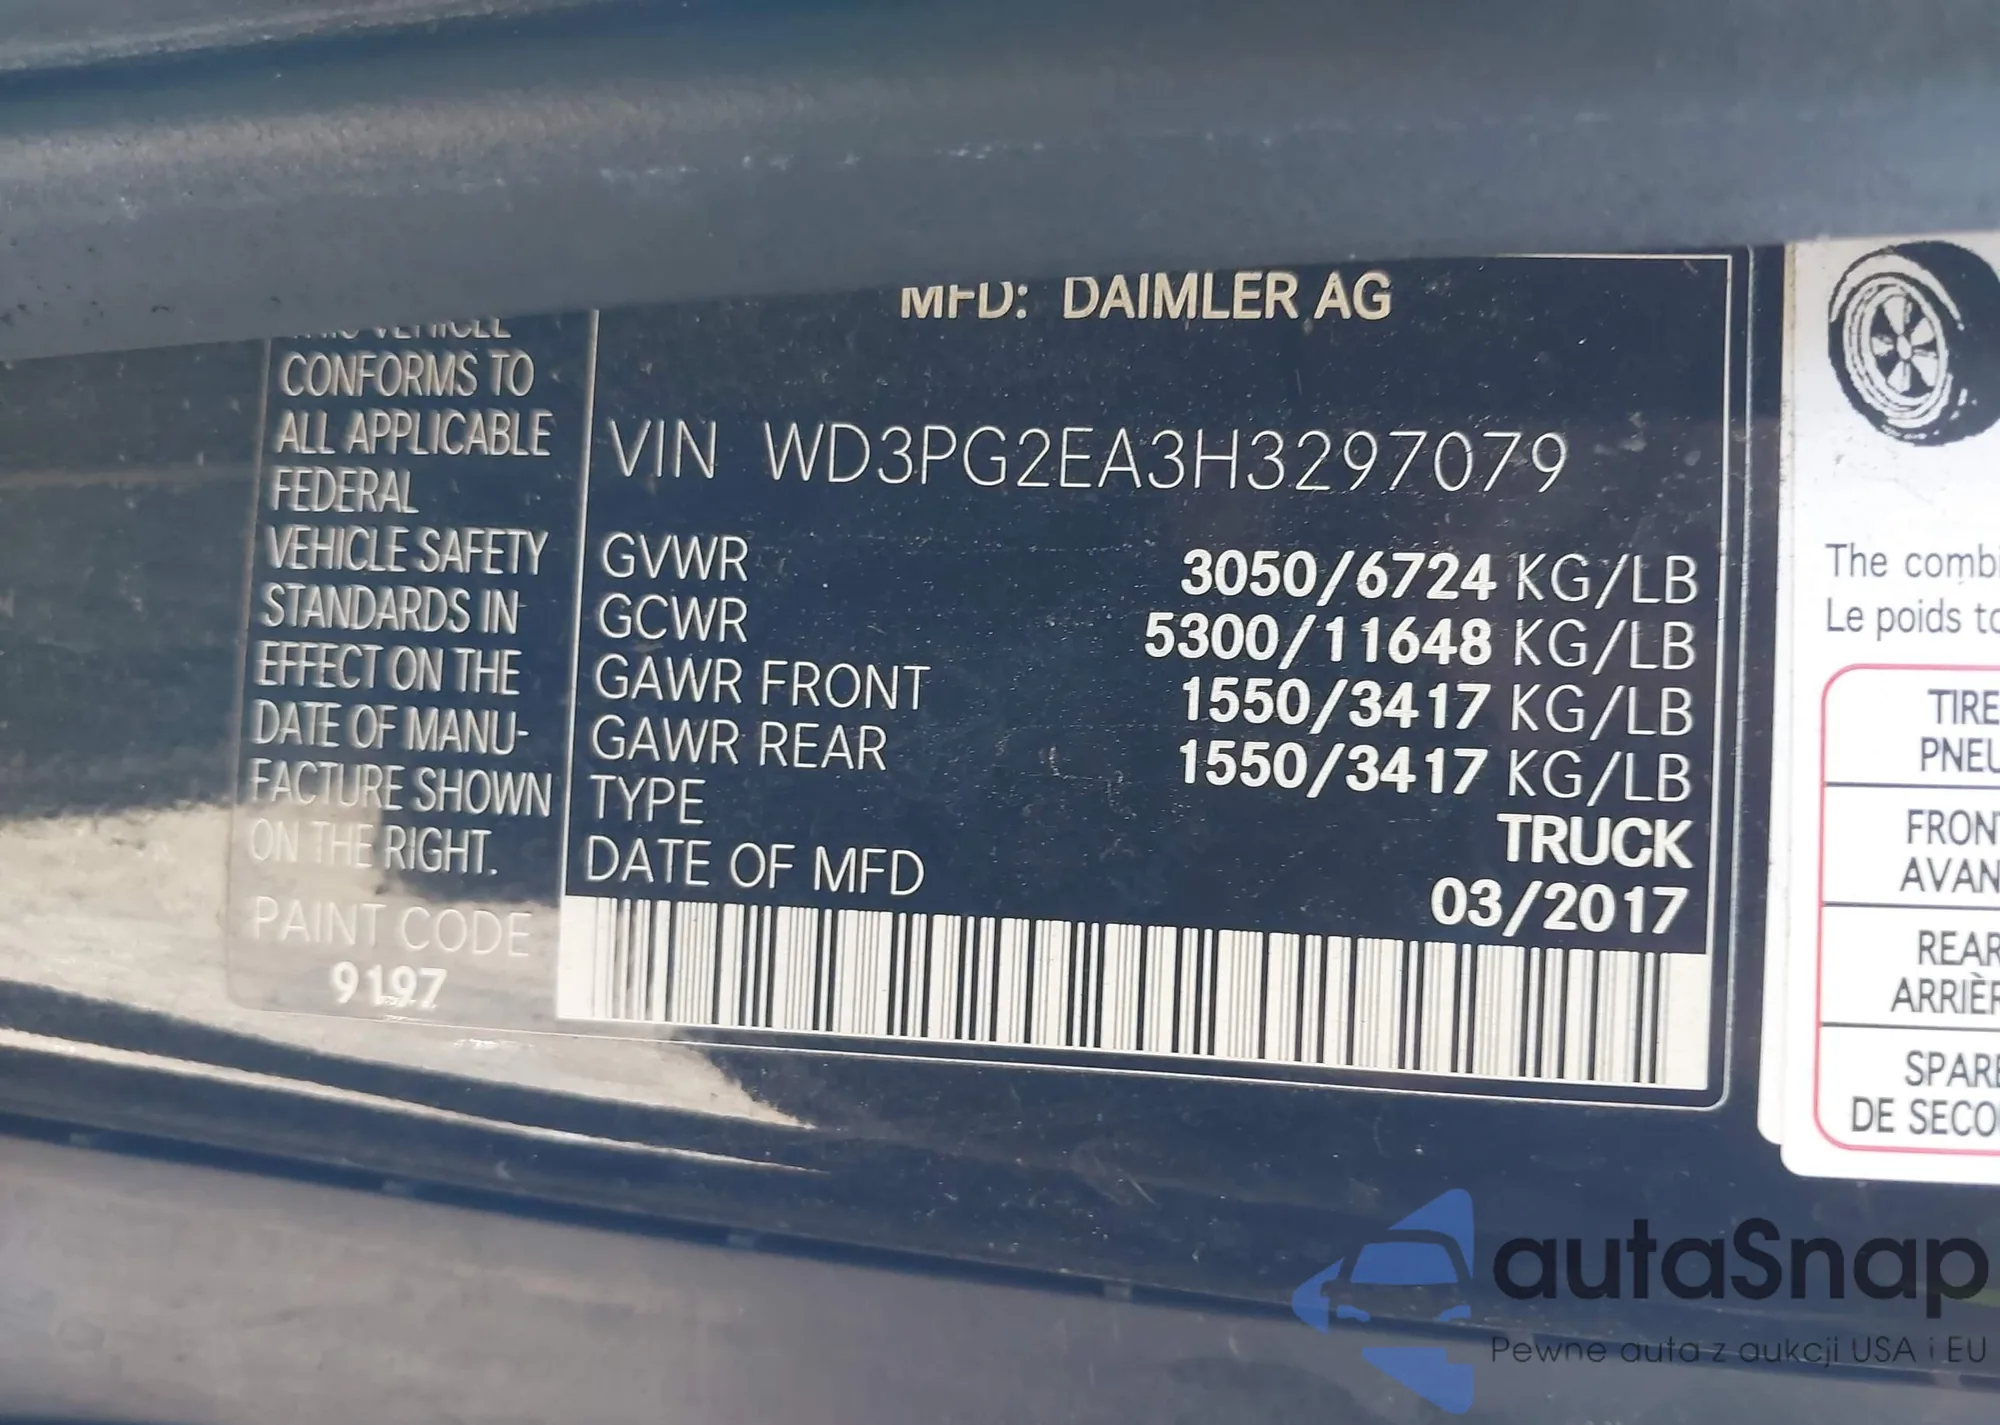 MFD: DAIMLER AG
VEHICLE
CONFORMS TO
ALL APPLICABLE
FEDERAL
VEHICLE SAFETY
STANDARDS IN
EFFECT ON THE
DATE OF MANU-
FACTURE SHOWN
ON THE RIGHT.
PAINT CODE
9197
VIN WD3PG2EA3H3297079
GVWR 3050/6724 KG/LB
GCWR 5300/11648 KG/LB
GAWR FRONT 1550/3417 KG/LB
GAWR REAR 1550/3417 KG/LB
TYPE TRUCK
DATE OF MFD 03/2017
The combi
Le poids to
TIRE
PNEU
FRONT
AVAN
REAR
ARRIÈR
SPARE
DE SECO
autaSnap
Pewne auta z aukcji USA i EU